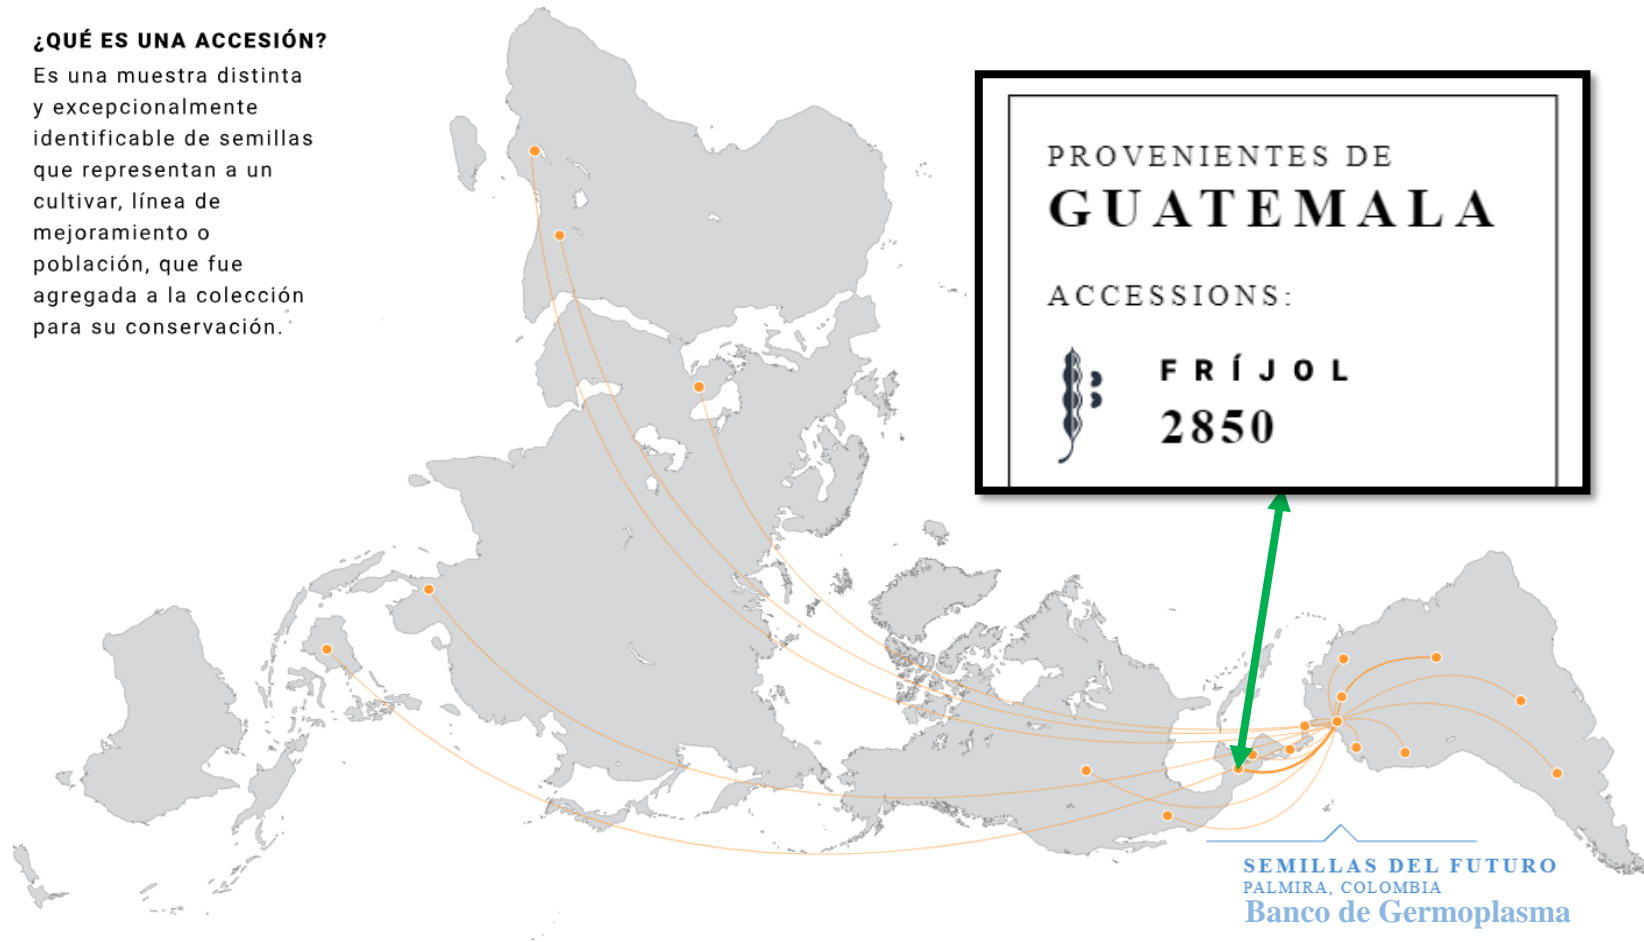 ¿QUÉ ES UNA ACCESIÓN?
Es una muestra distinta
y excepcionalmente
identificable de semillas
que representan a un
cultivar, línea de
mejoramiento o
población, que fue
agregada a la colección
para su conservación.
PROVENIENTES DE
GUATEMALA
ACCESSIONS:
FRÍJOL
2850
SEMILLAS DEL FUTURO
PALMIRA, COLOMBIA
Banco de Germoplasma